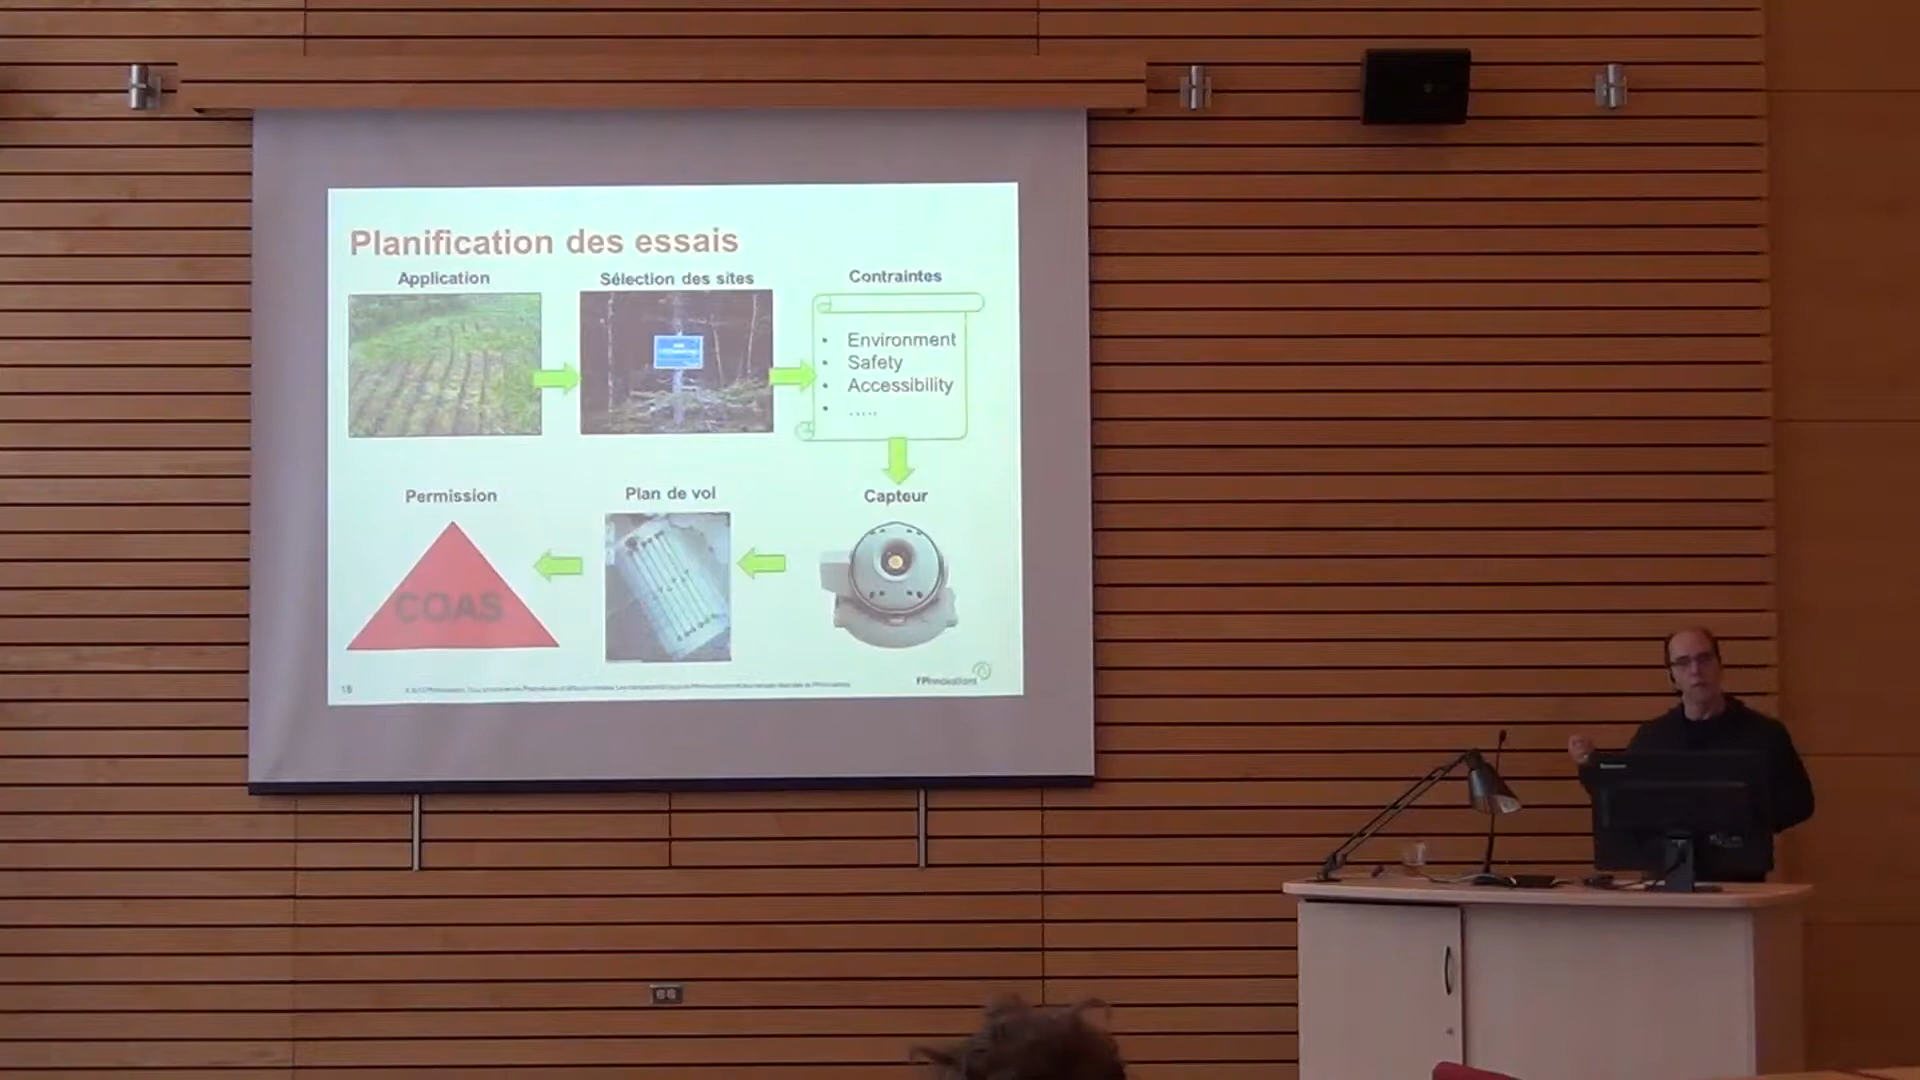 Planification des essais
Application
Sélection des sites
Contraintes
• Environment
• Safety
• Accessibility
• .....
Permission
Plan de vol
Capteur
COAS
FPInnovations